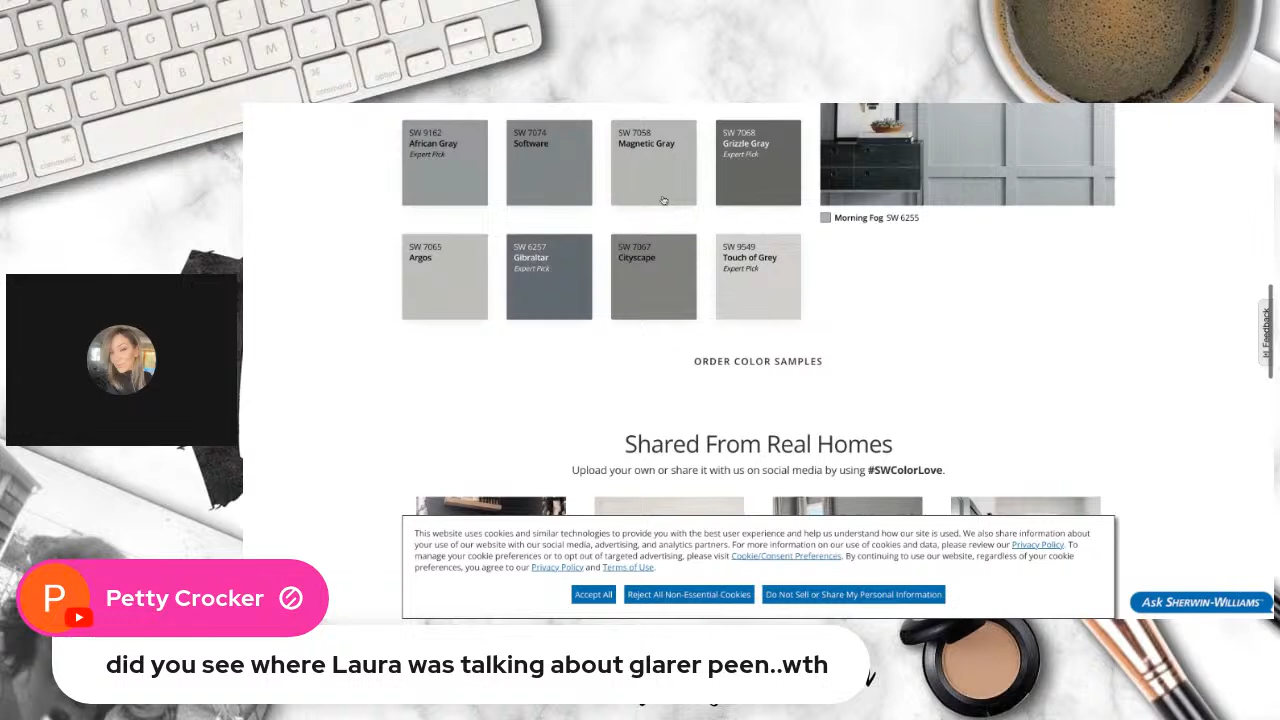 command
option
command
SW 9162
African Gray
Expert Pick
SW 7074
Software
SW 7058
Magnetic Gray
SW 7068
Grizzle Gray
Expert Pick
Morning Fog SW 6255
SW 7065
Argos
SW 6257
Gibraltar
Expert Pick
SW 7067
Cityscape
SW 9549
Touch of Grey
Expert Pick
Feedback
ORDER COLOR SAMPLES
Shared From Real Homes
Upload your own or share it with us on social media by using #SWColorLove.
This website uses cookies and similar technologies to provide you with the best user experience and help us understand how our site is used. We also share information about
your use of our website with our social media, advertising, and analytics partners. For more information on our use of cookies and data, please review our Privacy Policy. To
manage your cookie preferences or to opt out of targeted advertising, please visit Cookie/Consent Preferences. By continuing to use our website, regardless of your cookie
preferences, you agree to our Privacy Policy and Terms of Use.
Accept All
Reject All Non-Essential Cookies
Do Not Sell or Share My Personal Information
Ask SHERWIN-WILLIAMS
P
Petty Crocker
did you see where Laura was talking about glarer peen..wth